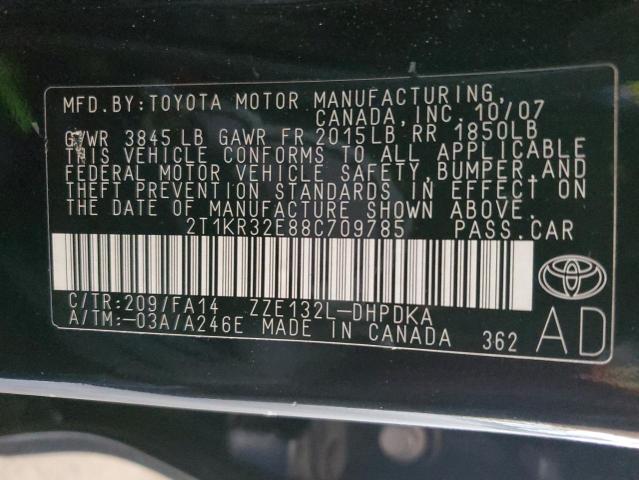 MFD.BY:TOYOTA MOTOR MANUFACTURING,
CANADA,INC. 10/07
GVWR 3845 LB GAWR FR 2015LB RR 1850LB
THIS VEHICLE CONFORMS TO ALL APPLICABLE
FEDERAL MOTOR VEHICLE SAFETY,BUMPER,AND
THEFT PREVENTION STANDARDS IN EFFECT ON
THE DATE OF MANUFACTURE SHOWN ABOVE.
2T1KR32E88C709785 PASS.CAR
C/TR:209/FA14 ZZE132L-DHPDKA
A/TM:-03A/A246E MADE IN CANADA 362 AD